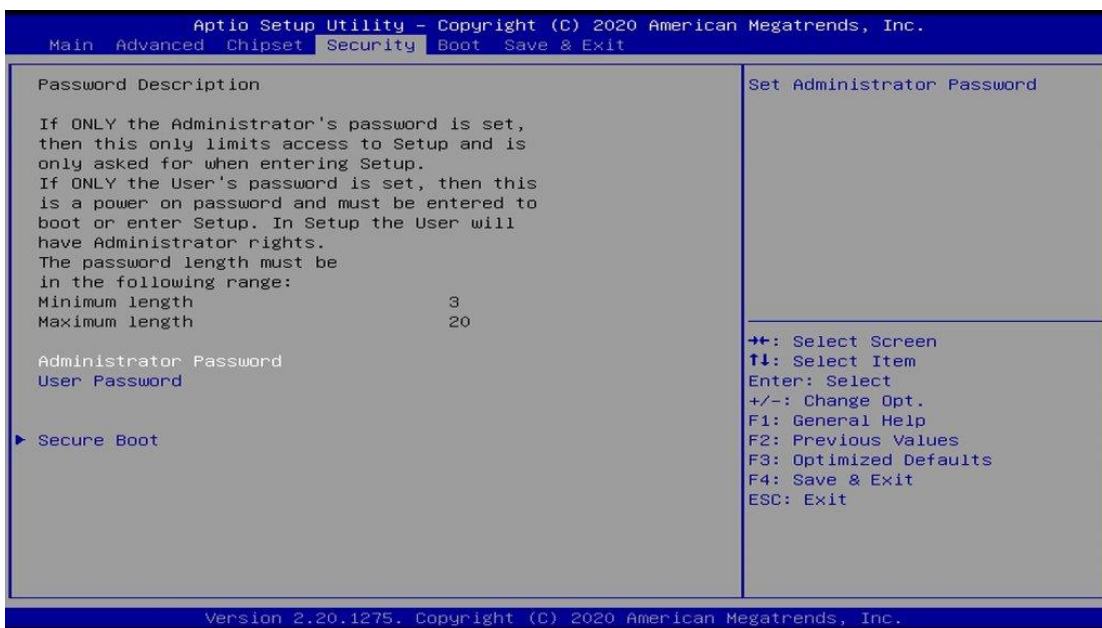 Aptio Setup Utility – Copyright (C) 2020 American Megatrends, Inc.
Main Advanced Chipset Security Boot Save & Exit
Password Description
If ONLY the Administrator's password is set,
then this only limits access to Setup and is
only asked for when entering Setup.
If ONLY the User's password is set, then this
is a power on password and must be entered to
boot or enter Setup. In Setup the User will
have Administrator rights.
The password length must be
in the following range:
Minimum length 3
Maximum length 20
Administrator Password
User Password
► Secure Boot
Set Administrator Password
→←: Select Screen
↑↓: Select Item
Enter: Select
+/-: Change Opt.
F1: General Help
F2: Previous Values
F3: Optimized Defaults
F4: Save & Exit
ESC: Exit
Version 2.20.1275. Copyright (C) 2020 American Megatrends, Inc.